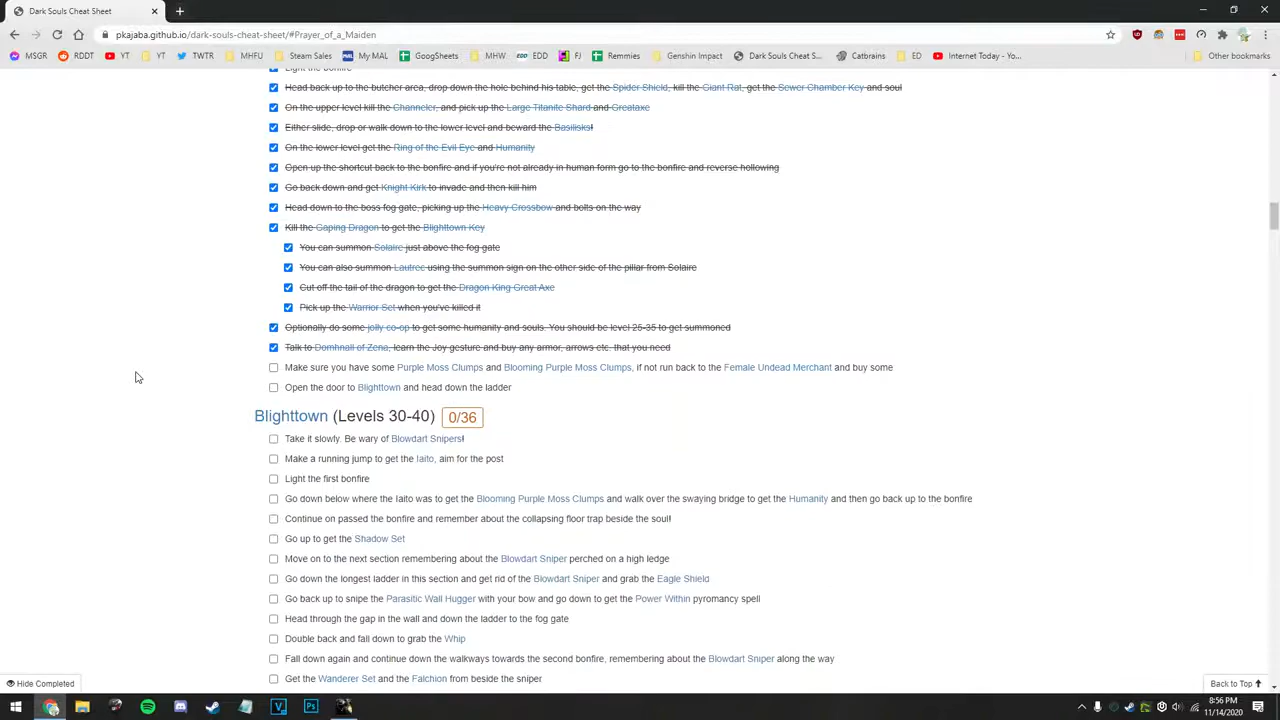 Dark Souls Cheat Sheet
pkajaba.github.io/dark-souls-cheat-sheet/#Prayer_of_a_Maiden
MSGR RDDT YT YT TWTR MHFU Steam Sales My MAL GoogSheets MHW EDD EDD FJ Remmies Genshin Impact Dark Souls Cheat... Catbrains ED Internet Today - Yo... Other bookmarks
Light the bonfire
Head back up to the butcher area, drop down the hole behind his table, get the Spider Shield, kill the Giant Rat, get the Sewer Chamber Key and soul
On the upper level kill the Channeler, and pick up the Large Titanite Shard and Greataxe
Either slide, drop or walk down to the lower level and beward the Basilisks!
On the lower level get the Ring of the Evil Eye and Humanity
Open up the shortcut back to the bonfire and if you're not already in human form go to the bonfire and reverse hollowing
Go back down and get Knight Kirk to invade and then kill him
Head down to the boss fog gate, picking up the Heavy Crossbow and bolts on the way
Kill the Gaping Dragon to get the Blighttown Key
You can summon Solaire just above the fog gate
You can also summon Lautrec using the summon sign on the other side of the pillar from Solaire
Cut off the tail of the dragon to get the Dragon King Great Axe
Pick up the Warrior Set when you've killed it
Optionally do some jolly co-op to get some humanity and souls. You should be level 25-35 to get summoned
Talk to Domhnall of Zena, learn the Joy gesture and buy any armor, arrows etc. that you need
Make sure you have some Purple Moss Clumps and Blooming Purple Moss Clumps, if not run back to the Female Undead Merchant and buy some
Open the door to Blighttown and head down the ladder
Blighttown (Levels 30-40) 0/36
Take it slowly. Be wary of Blowdart Snipers!
Make a running jump to get the Iaito, aim for the post
Light the first bonfire
Go down below where the Iaito was to get the Blooming Purple Moss Clumps and walk over the swaying bridge to get the Humanity and then go back up to the bonfire
Continue on passed the bonfire and remember about the collapsing floor trap beside the soul!
Go up to get the Shadow Set
Move on to the next section remembering about the Blowdart Sniper perched on a high ledge
Go down the longest ladder in this section and get rid of the Blowdart Sniper and grab the Eagle Shield
Go back up to snipe the Parasitic Wall Hugger with your bow and go down to get the Power Within pyromancy spell
Head through the gap in the wall and down the ladder to the fog gate
Double back and fall down to grab the Whip
Fall down again and continue down the walkways towards the second bonfire, remembering about the Blowdart Sniper along the way
Get the Wanderer Set and the Falchion from beside the sniper
Hide Completed
Back to Top
8:56 PM
11/14/2020